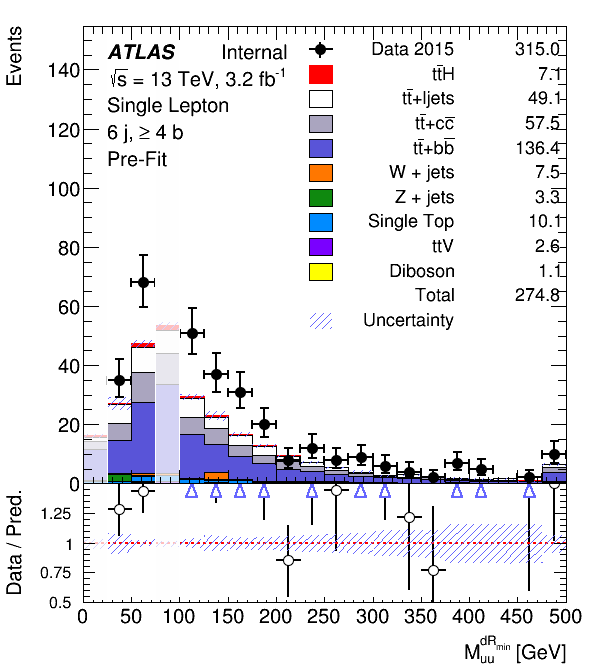 Events
ATLAS Internal
√s = 13 TeV, 3.2 fb⁻¹
Single Lepton
6 j, ≥ 4 b
Pre-Fit
Data 2015 315.0
tt̅H 7.1
tt̅+ljets 49.1
tt̅+cc̅ 57.5
tt̅+bb̅ 136.4
W + jets 7.5
Z + jets 3.3
Single Top 10.1
ttV 2.6
Diboson 1.1
Total 274.8
Uncertainty
140
120
100
80
60
40
20
0
Data / Pred.
1.25
1
0.75
0.5
0 50 100 150 200 250 300 350 400 450 500
M_uu^dRmin [GeV]